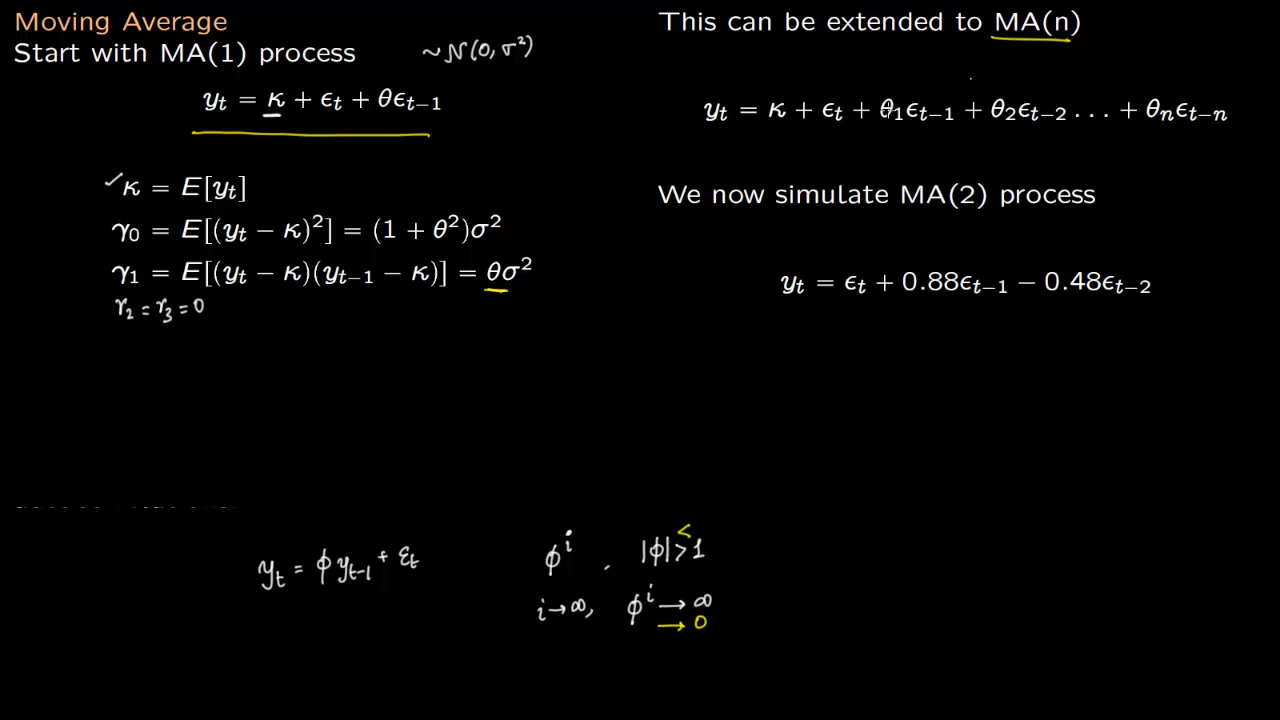 Moving Average
Start with MA(1) process
~N(0, σ²)
y_t = κ + ϵ_t + θϵ_{t−1}
✓κ = E[y_t]
γ_0 = E[(y_t − κ)²] = (1 + θ²)σ²
γ_1 = E[(y_t − κ)(y_{t−1} − κ)] = θσ²
γ_2 = γ_3 = 0
This can be extended to MA(n)
y_t = κ + ϵ_t + θ_1ϵ_{t−1} + θ_2ϵ_{t−2} ... + θ_nϵ_{t−n}
We now simulate MA(2) process
y_t = ϵ_t + 0.88ϵ_{t−1} − 0.48ϵ_{t−2}
y_t = ϕ y_{t−1} + ε_t
<
ϕ^i , |ϕ| > 1
i → ∞, ϕ^i → ∞
→ 0